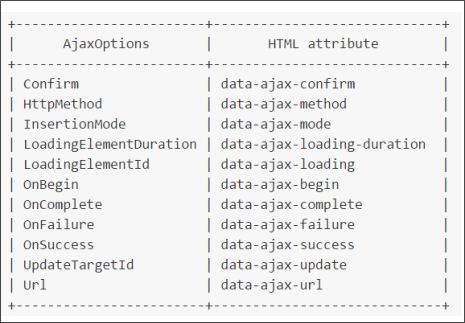 +------------------------+----------------------------+
|      AjaxOptions       |       HTML attribute       |
+------------------------+----------------------------+
| Confirm                | data-ajax-confirm          |
| HttpMethod             | data-ajax-method           |
| InsertionMode          | data-ajax-mode             |
| LoadingElementDuration | data-ajax-loading-duration |
| LoadingElementId       | data-ajax-loading          |
| OnBegin                | data-ajax-begin            |
| OnComplete             | data-ajax-complete         |
| OnFailure              | data-ajax-failure          |
| OnSuccess              | data-ajax-success          |
| UpdateTargetId         | data-ajax-update           |
| Url                    | data-ajax-url              |
+------------------------+----------------------------+